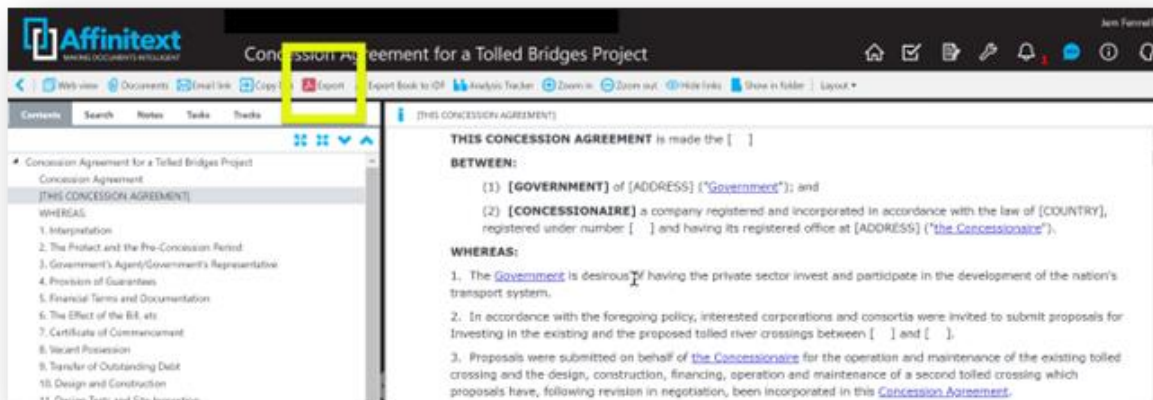 Affinitext
MAKING DOCUMENTS INTELLIGENT
Jem Fennell
Concession Agreement for a Tolled Bridges Project
1
Web view Documents Email link Copy Export Export Book to IDF Analysis Tracker Zoom in Zoom out Hide links Show in folder Layout
Contents Search Notes Tasks Tracks
[THIS CONCESSION AGREEMENT]
Concession Agreement for a Tolled Bridges Project
Concession Agreement
[THIS CONCESSION AGREEMENT]
WHEREAS:
1. Interpretation
2. The Project and the Pre-Concession Period
3. Government's Agent/Government's Representative
4. Provision of Guarantees
5. Financial Terms and Documentation
6. The Effect of the Bill, etc
7. Certificate of Commencement
8. Vacant Possession
9. Transfer of Outstanding Debt
10. Design and Construction
11. Design Tests and Site Inspection
THIS CONCESSION AGREEMENT is made the [ ]
BETWEEN:
(1) [GOVERNMENT] of [ADDRESS] ("Government"); and
(2) [CONCESSIONAIRE] a company registered and incorporated in accordance with the law of [COUNTRY],
registered under number [ ] and having its registered office at [ADDRESS] ("the Concessionaire").
WHEREAS:
1. The Government is desirous of having the private sector invest and participate in the development of the nation's
transport system.
2. In accordance with the foregoing policy, interested corporations and consortia were invited to submit proposals for
Investing in the existing and the proposed tolled river crossings between [ ] and [ ].
3. Proposals were submitted on behalf of the Concessionaire for the operation and maintenance of the existing tolled
crossing and the design, construction, financing, operation and maintenance of a second tolled crossing which
proposals have, following revision in negotiation, been incorporated in this Concession Agreement.